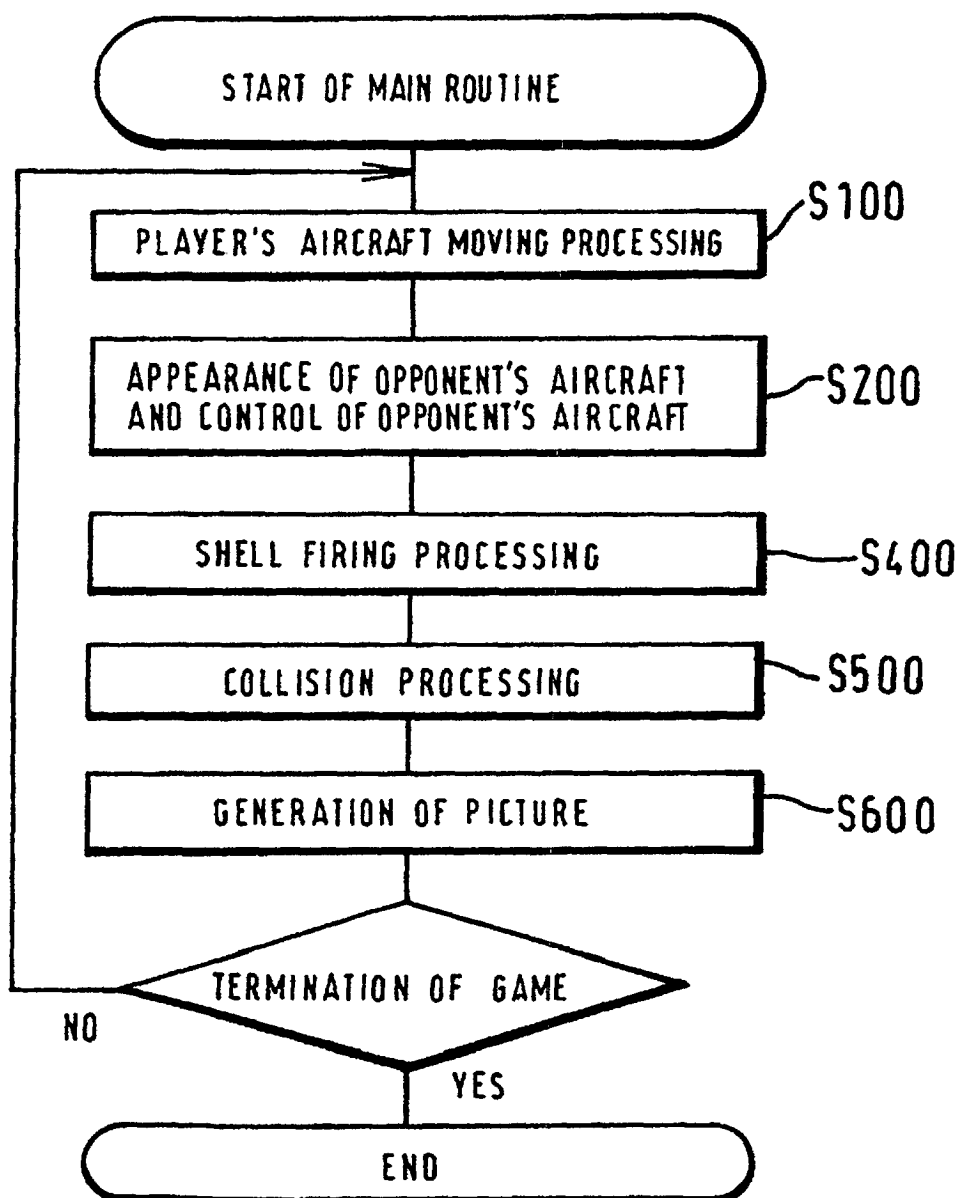 START OF MAIN ROUTINE
PLAYER'S AIRCRAFT MOVING PROCESSING
S100
APPEARANCE OF OPPONENT'S AIRCRAFT
AND CONTROL OF OPPONENT'S AIRCRAFT
S200
SHELL FIRING PROCESSING
S400
COLLISION PROCESSING
S500
GENERATION OF PICTURE
S600
TERMINATION OF GAME
NO
YES
END